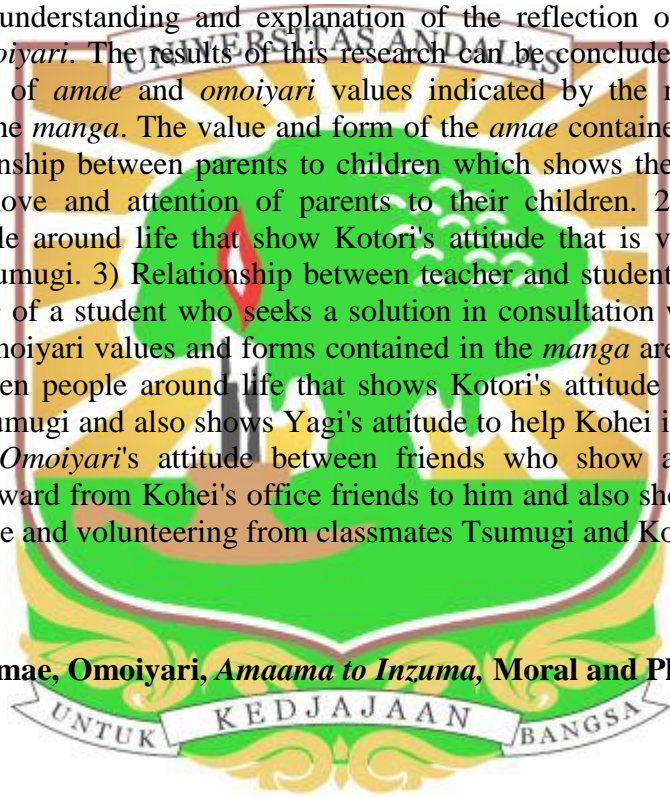 understanding and explanation of the reflection o
oiyari. The results of this research can be conclude
UNIVERSITAS ANDALAS
of amae and omoiyari values indicated by the
ne manga. The value and form of the amae containe
nship between parents to children which shows the
ove and attention of parents to their children. 2
le around life that show Kotori's attitude that is v
umugi. 3) Relationship between teacher and student
of a student who seeks a solution in consultation
noiyari values and forms contained in the manga are
en people around life that shows Kotori's attitude
umugi and also shows Yagi's attitude to help Kohei i
Omoiyari's attitude between friends who show a
ward from Kohei's office friends to him and also sh
e and volunteering from classmates Tsumugi and Ko
mae, Omoiyari, Amaama to Inzuma, Moral and P
UNTUK KEDJAJAAN BANGSA